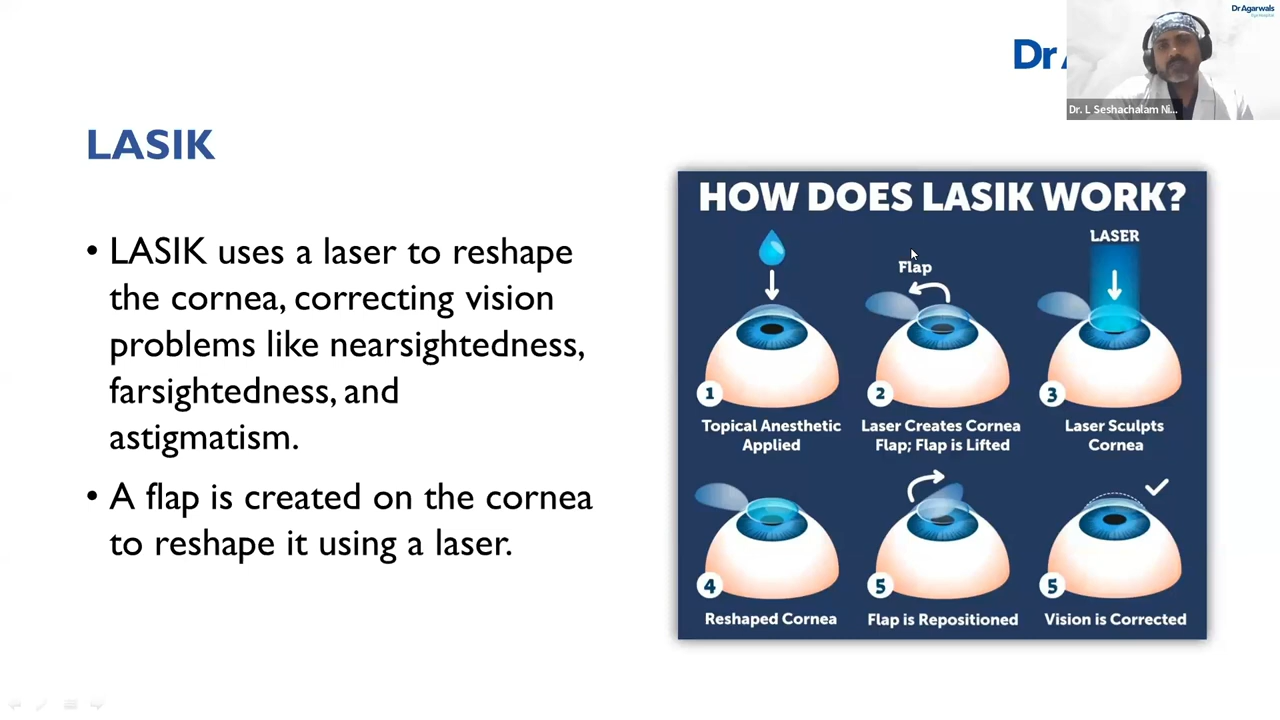 Dr Agarwals
Dr
Dr. L Seshachalam Ni...
LASIK
• LASIK uses a laser to reshape
the cornea, correcting vision
problems like nearsightedness,
farsightedness, and
astigmatism.
• A flap is created on the cornea
to reshape it using a laser.
HOW DOES LASIK WORK?
LASER
Flap
1
2
3
Topical Anesthetic
Applied
Laser Creates Cornea
Flap; Flap is Lifted
Laser Sculpts
Cornea
4
5
5
Reshaped Cornea
Flap is Repositioned
Vision is Corrected